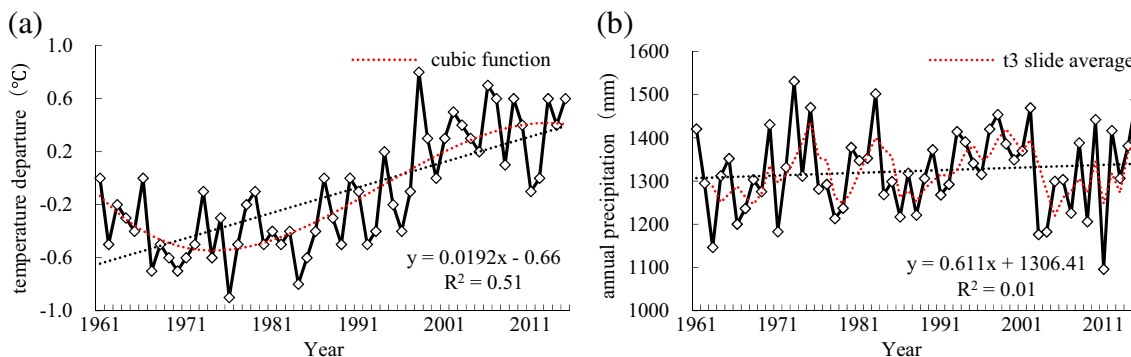 (a)
1.0
0.6
0.2
-0.2
-0.6
-1.0
temperature departure (℃)
cubic function
y = 0.0192x - 0.66
R² = 0.51
1961
1971
1981
1991
2001
2011
Year
(b)
1600
1500
1400
1300
1200
1100
1000
annual precipitation (mm)
t3 slide average
y = 0.611x + 1306.41
R² = 0.01
1961
1971
1981
1991
2001
2011
Year